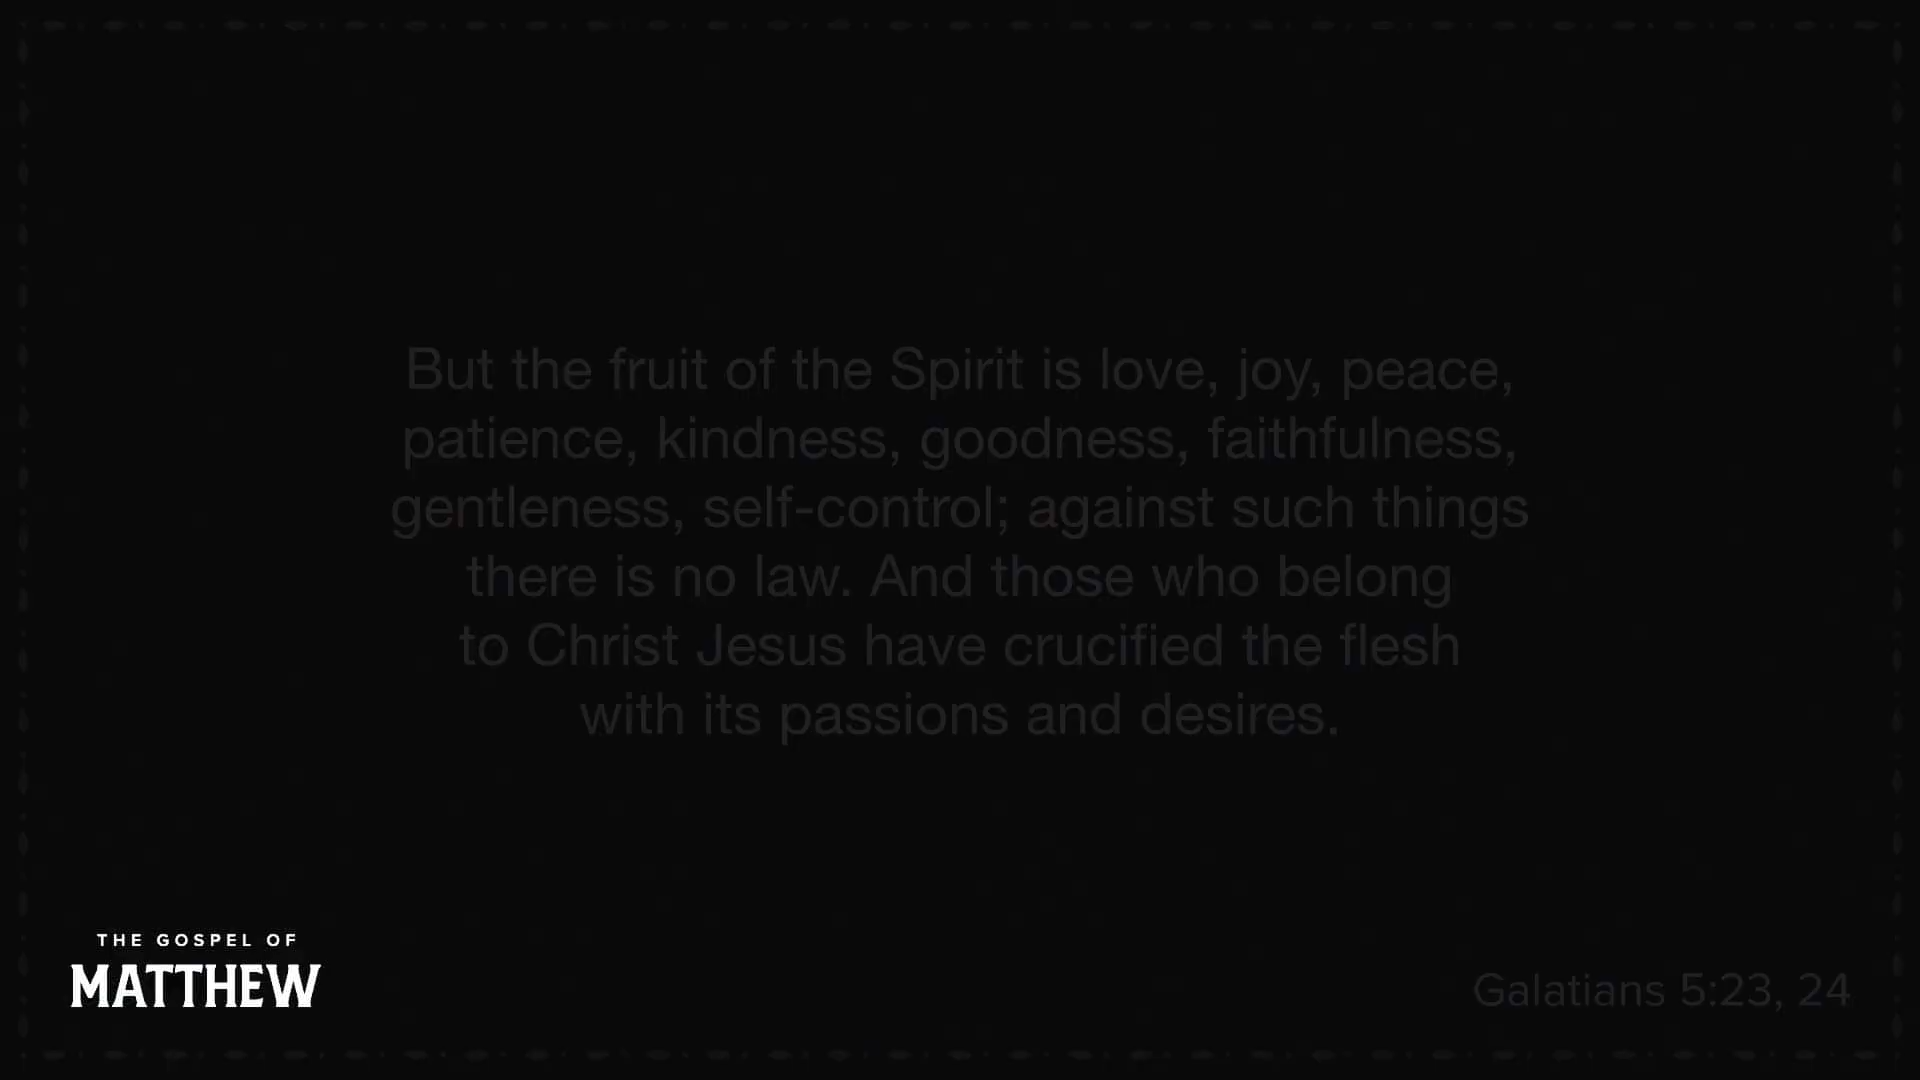 But the fruit of the Spirit is love, joy, peace,
patience, kindness, goodness, faithfulness,
gentleness, self-control; against such things
there is no law. And those who belong
to Christ Jesus have crucified the flesh
with its passions and desires.
THE GOSPEL OF
MATTHEW
Galatians 5:23, 24